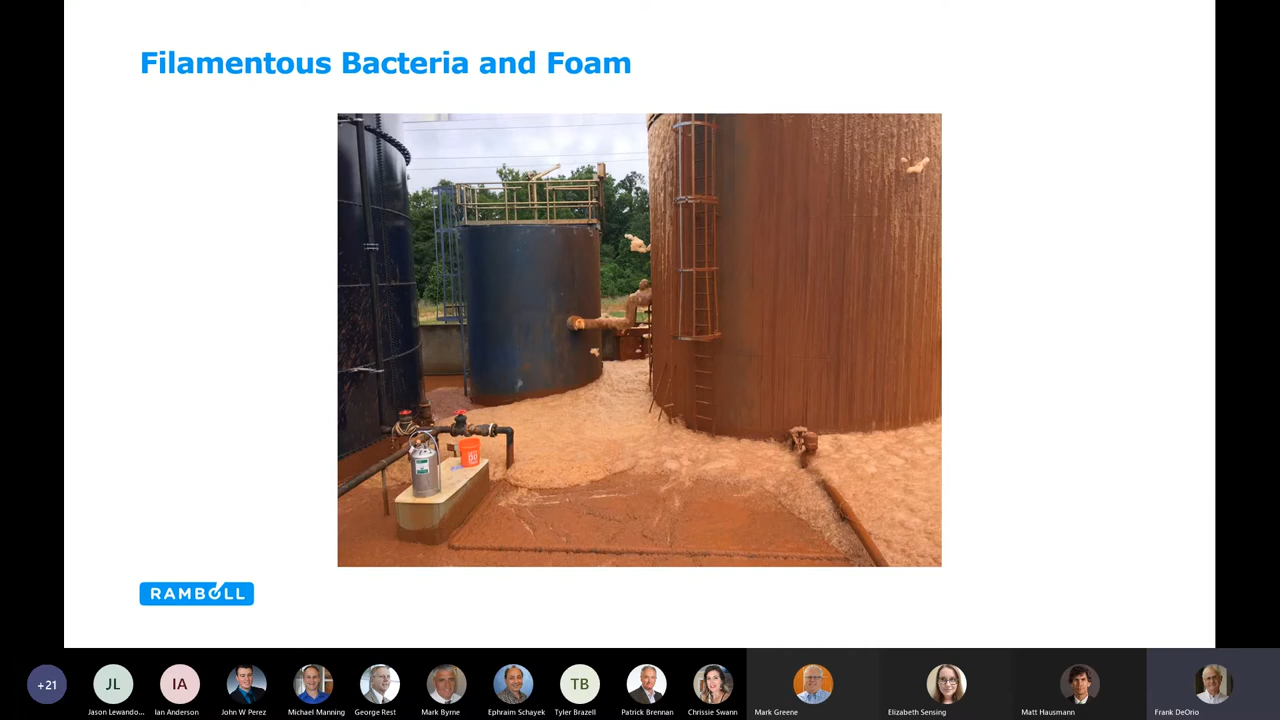 Filamentous Bacteria and Foam
RAMBOLL
+21
JL
IA
TB
Jason Lewando...
Ian Anderson
John W Perez
Michael Manning
George Rest
Mark Byrne
Ephraim Schayek
Tyler Brazell
Patrick Brennan
Chrissie Swann
Mark Greene
Elizabeth Sensing
Matt Hausmann
Frank DeOrio